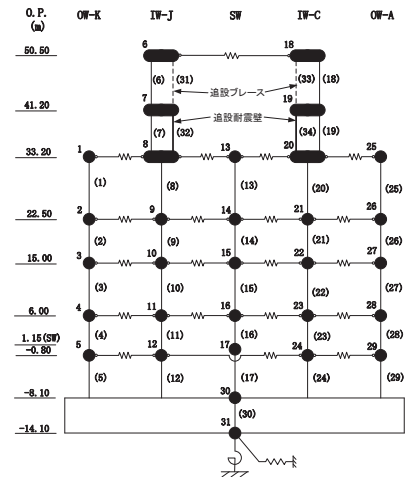 O.P. OW-K IW-J SW IW-C OW-A
(m)
50.50 6 18
(6) (31) (33) (18)
追設ブレース
41.20 7 19
追設耐震壁
(7) (32) (34) (19)
33.20 1 8 13 20 25
(1) (8) (13) (20) (25)
22.50 2 9 14 21 26
(2) (9) (14) (21) (26)
15.00 3 10 15 22 27
(3) (10) (15) (22) (27)
6.00 4 11 16 23 28
1.15(SW) (4) (11) (16) (23) (28)
-0.80 5 12 17 24 29
(5) (12) (17) (24) (29)
-8.10 30
(30)
-14.10 31